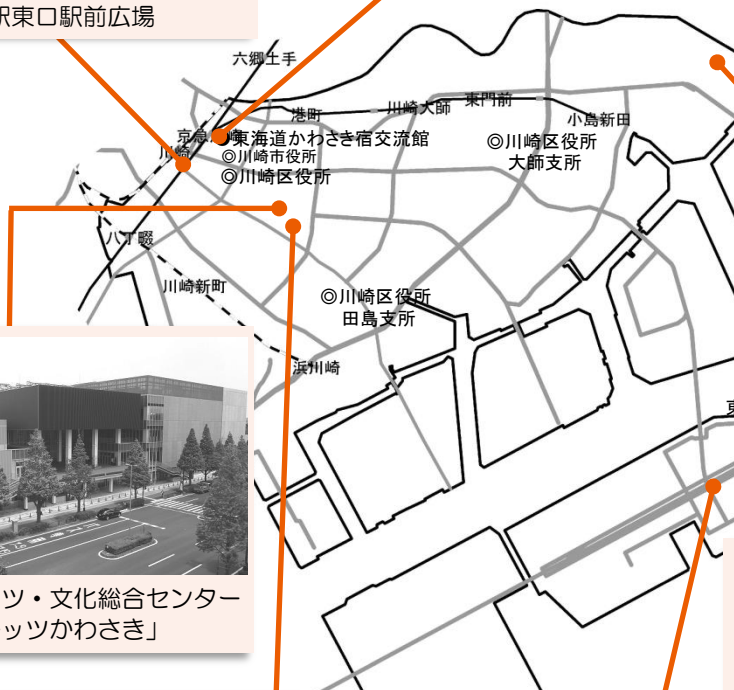 駅東口駅前広場
六郷土手
港町
川崎大師
東門前
小島新田
京急川崎
東海道かわさき宿交流館
川崎
◎川崎市役所
◎川崎区役所
◎川崎区役所
大師支所
八丁畷
川崎新町
◎川崎区役所
田島支所
浜川崎
東
ツ・文化総合センター
ッツかわさき」